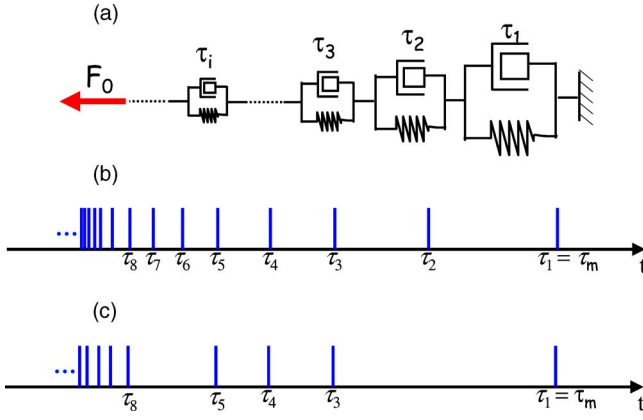 (a)
F₀
τᵢ
τ₃
τ₂
τ₁
(b)
...
τ₈ τ₇ τ₆ τ₅ τ₄ τ₃ τ₂ τ₁ = τₘ t
(c)
...
τ₈ τ₅ τ₄ τ₃ τ₁ = τₘ t